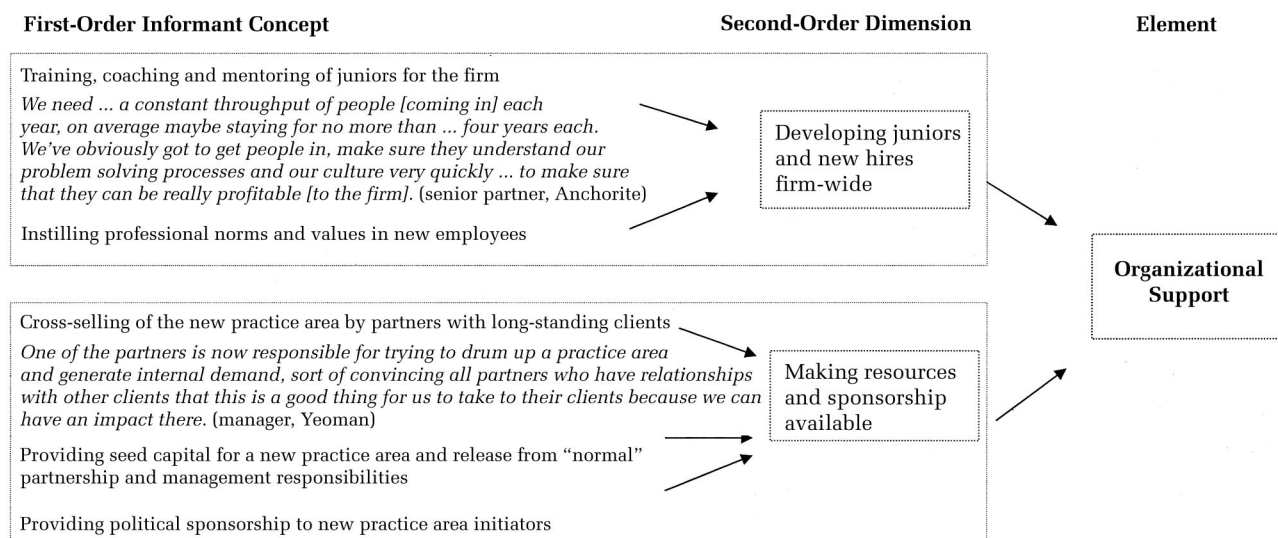 First-Order Informant Concept
Second-Order Dimension
Element
Training, coaching and mentoring of juniors for the firm
We need ... a constant throughput of people [coming in] each
year, on average maybe staying for no more than ... four years each.
We've obviously got to get people in, make sure they understand our
problem solving processes and our culture very quickly ... to make sure
that they can be really profitable [to the firm]. (senior partner, Anchorite)
Instilling professional norms and values in new employees
Developing juniors
and new hires
firm-wide
Cross-selling of the new practice area by partners with long-standing clients
One of the partners is now responsible for trying to drum up a practice area
and generate internal demand, sort of convincing all partners who have relationships
with other clients that this is a good thing for us to take to their clients because we can
have an impact there. (manager, Yeoman)
Providing seed capital for a new practice area and release from “normal”
partnership and management responsibilities
Providing political sponsorship to new practice area initiators
Making resources
and sponsorship
available
Organizational
Support